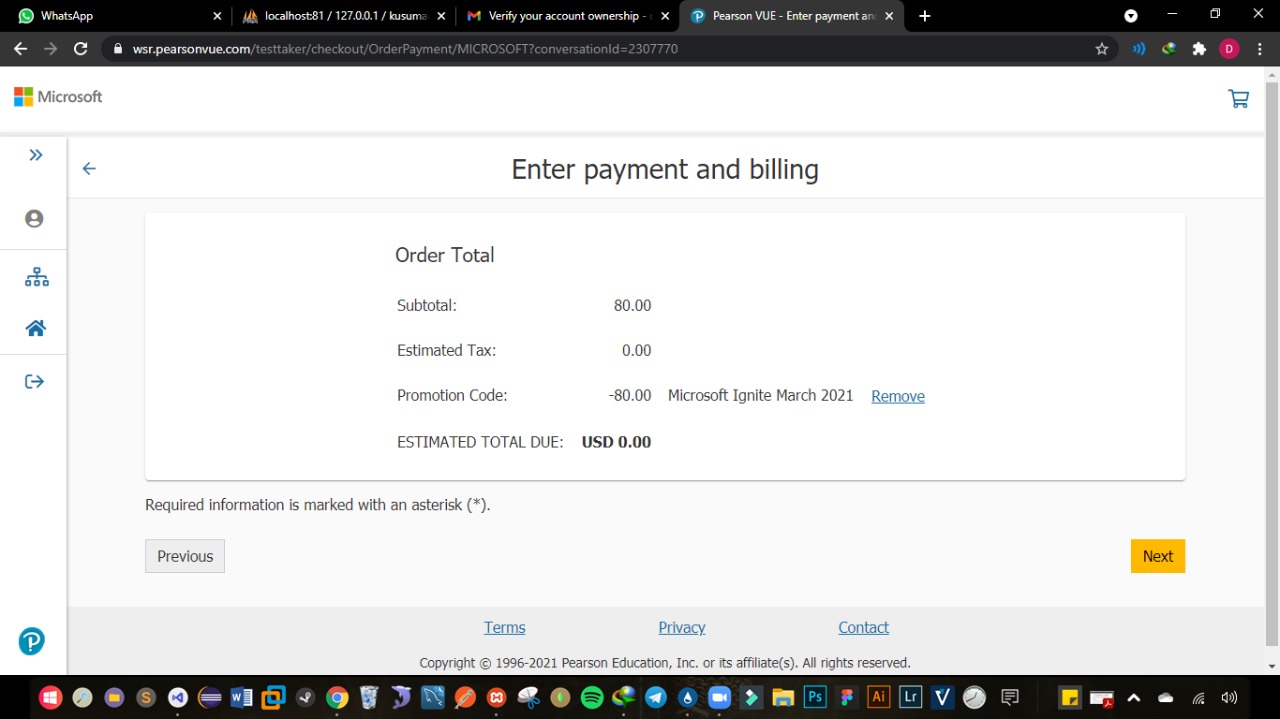 WhatsApp
localhost:81 / 127.0.0.1 / kusuma
Verify your account ownership -
Pearson VUE - Enter payment an
wsr.pearsonvue.com/testtaker/checkout/OrderPayment/MICROSOFT?conversationId=2307770
D
Microsoft
Enter payment and billing
Order Total
Subtotal: 80.00
Estimated Tax: 0.00
Promotion Code: -80.00 Microsoft Ignite March 2021 Remove
ESTIMATED TOTAL DUE: USD 0.00
Required information is marked with an asterisk (*).
Previous
Next
Terms Privacy Contact
Copyright © 1996-2021 Pearson Education, Inc. or its affiliate(s). All rights reserved.
Ps Ai Lr